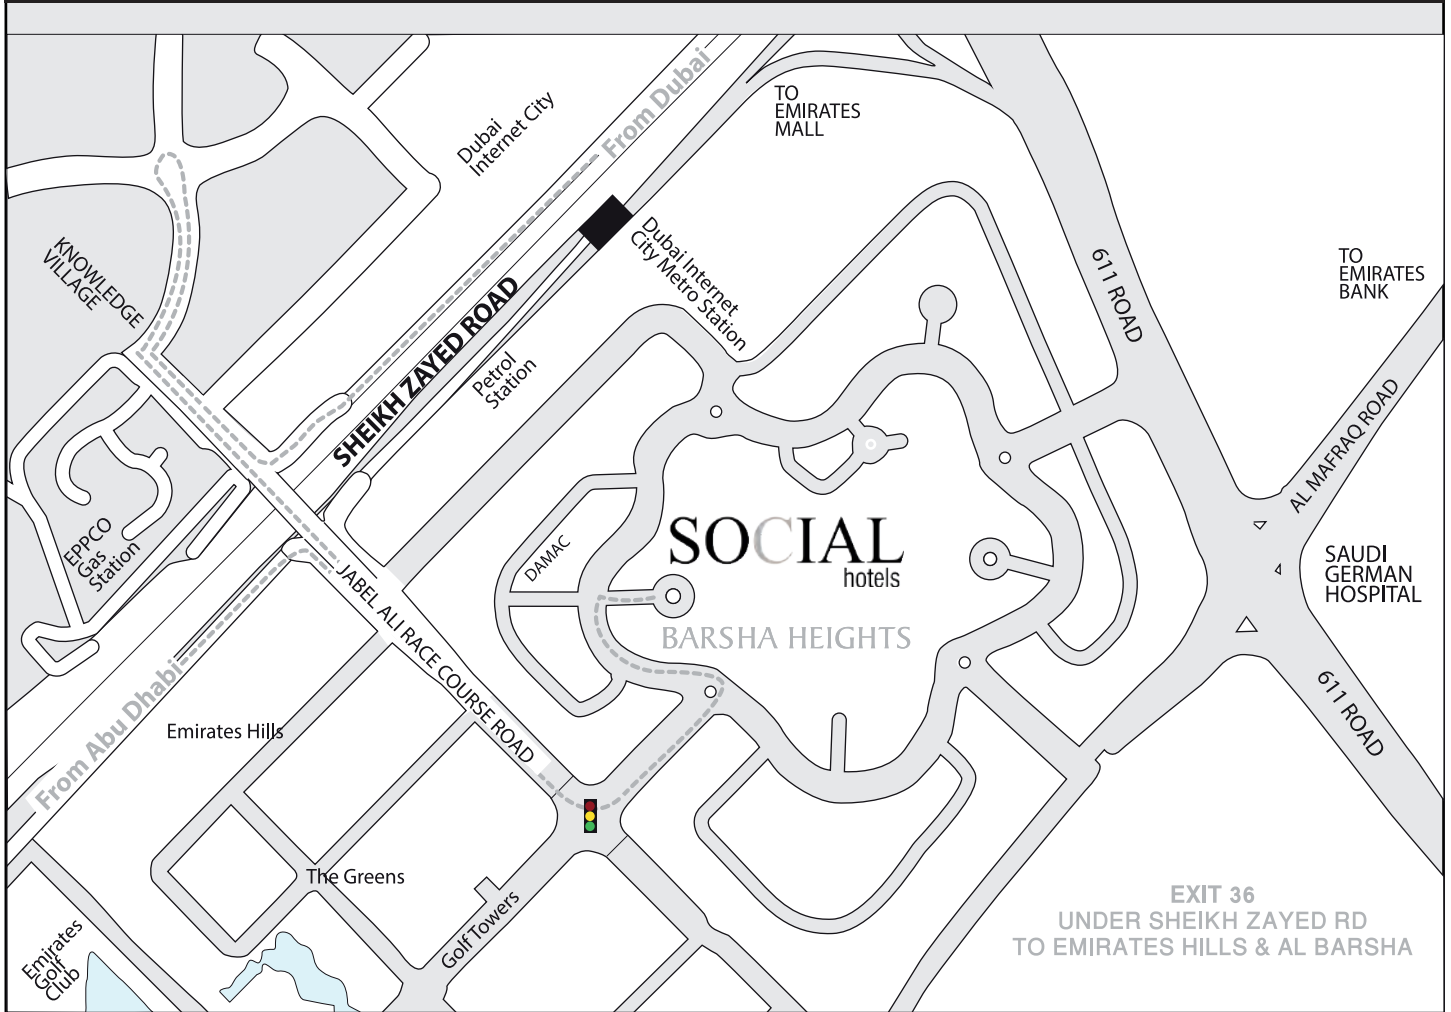 From Dubai
Dubai
Internet City
TO
EMIRATES
MALL
KNOWLEDGE
VILLAGE
Dubai Internet
City Metro Station
611 ROAD
TO
EMIRATES
BANK
SHEIKH ZAYED ROAD
Petrol
Station
AL MAFRAQ ROAD
EPPCO
Gas
Station
DAMAC
SOCIAL
hotels
BARSHA HEIGHTS
SAUDI
GERMAN
HOSPITAL
JABEL ALI RACE COURSE ROAD
From Abu Dhabi
Emirates Hills
611 ROAD
The Greens
Golf Towers
Emirates
Golf
Club
EXIT 36
UNDER SHEIKH ZAYED RD
TO EMIRATES HILLS & AL BARSHA